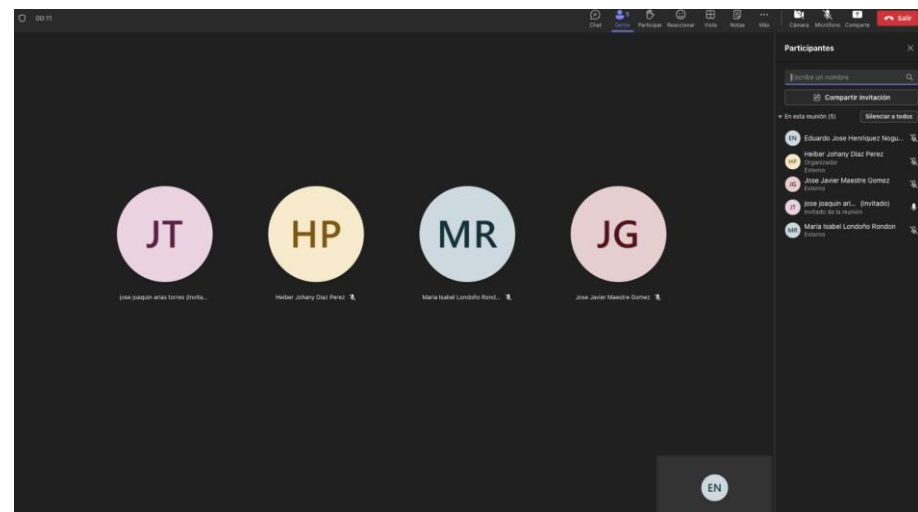 00:11
Chat
Gente
5
Participar
Reaccionar
Vista
Notas
Más
Cámara
Micrófono
Compartir
Salir
Participantes
Escribe un nombre
Compartir invitación
En esta reunión (5)
Silenciar a todos
EN
Eduardo Jose Henriquez Nogu...
HP
Heiber Johany Diaz Perez
Organizador
Externo
JG
Jose Javier Maestre Gomez
Externo
JT
jose joaquin ari... (Invitado)
Invitado de la reunión
MR
Maria Isabel Londoño Rondon
Externo
JT
HP
MR
JG
jose joaquin arias torres (Invita...
Heiber Johany Diaz Perez
Maria Isabel Londoño Rond...
Jose Javier Maestre Gomez
EN